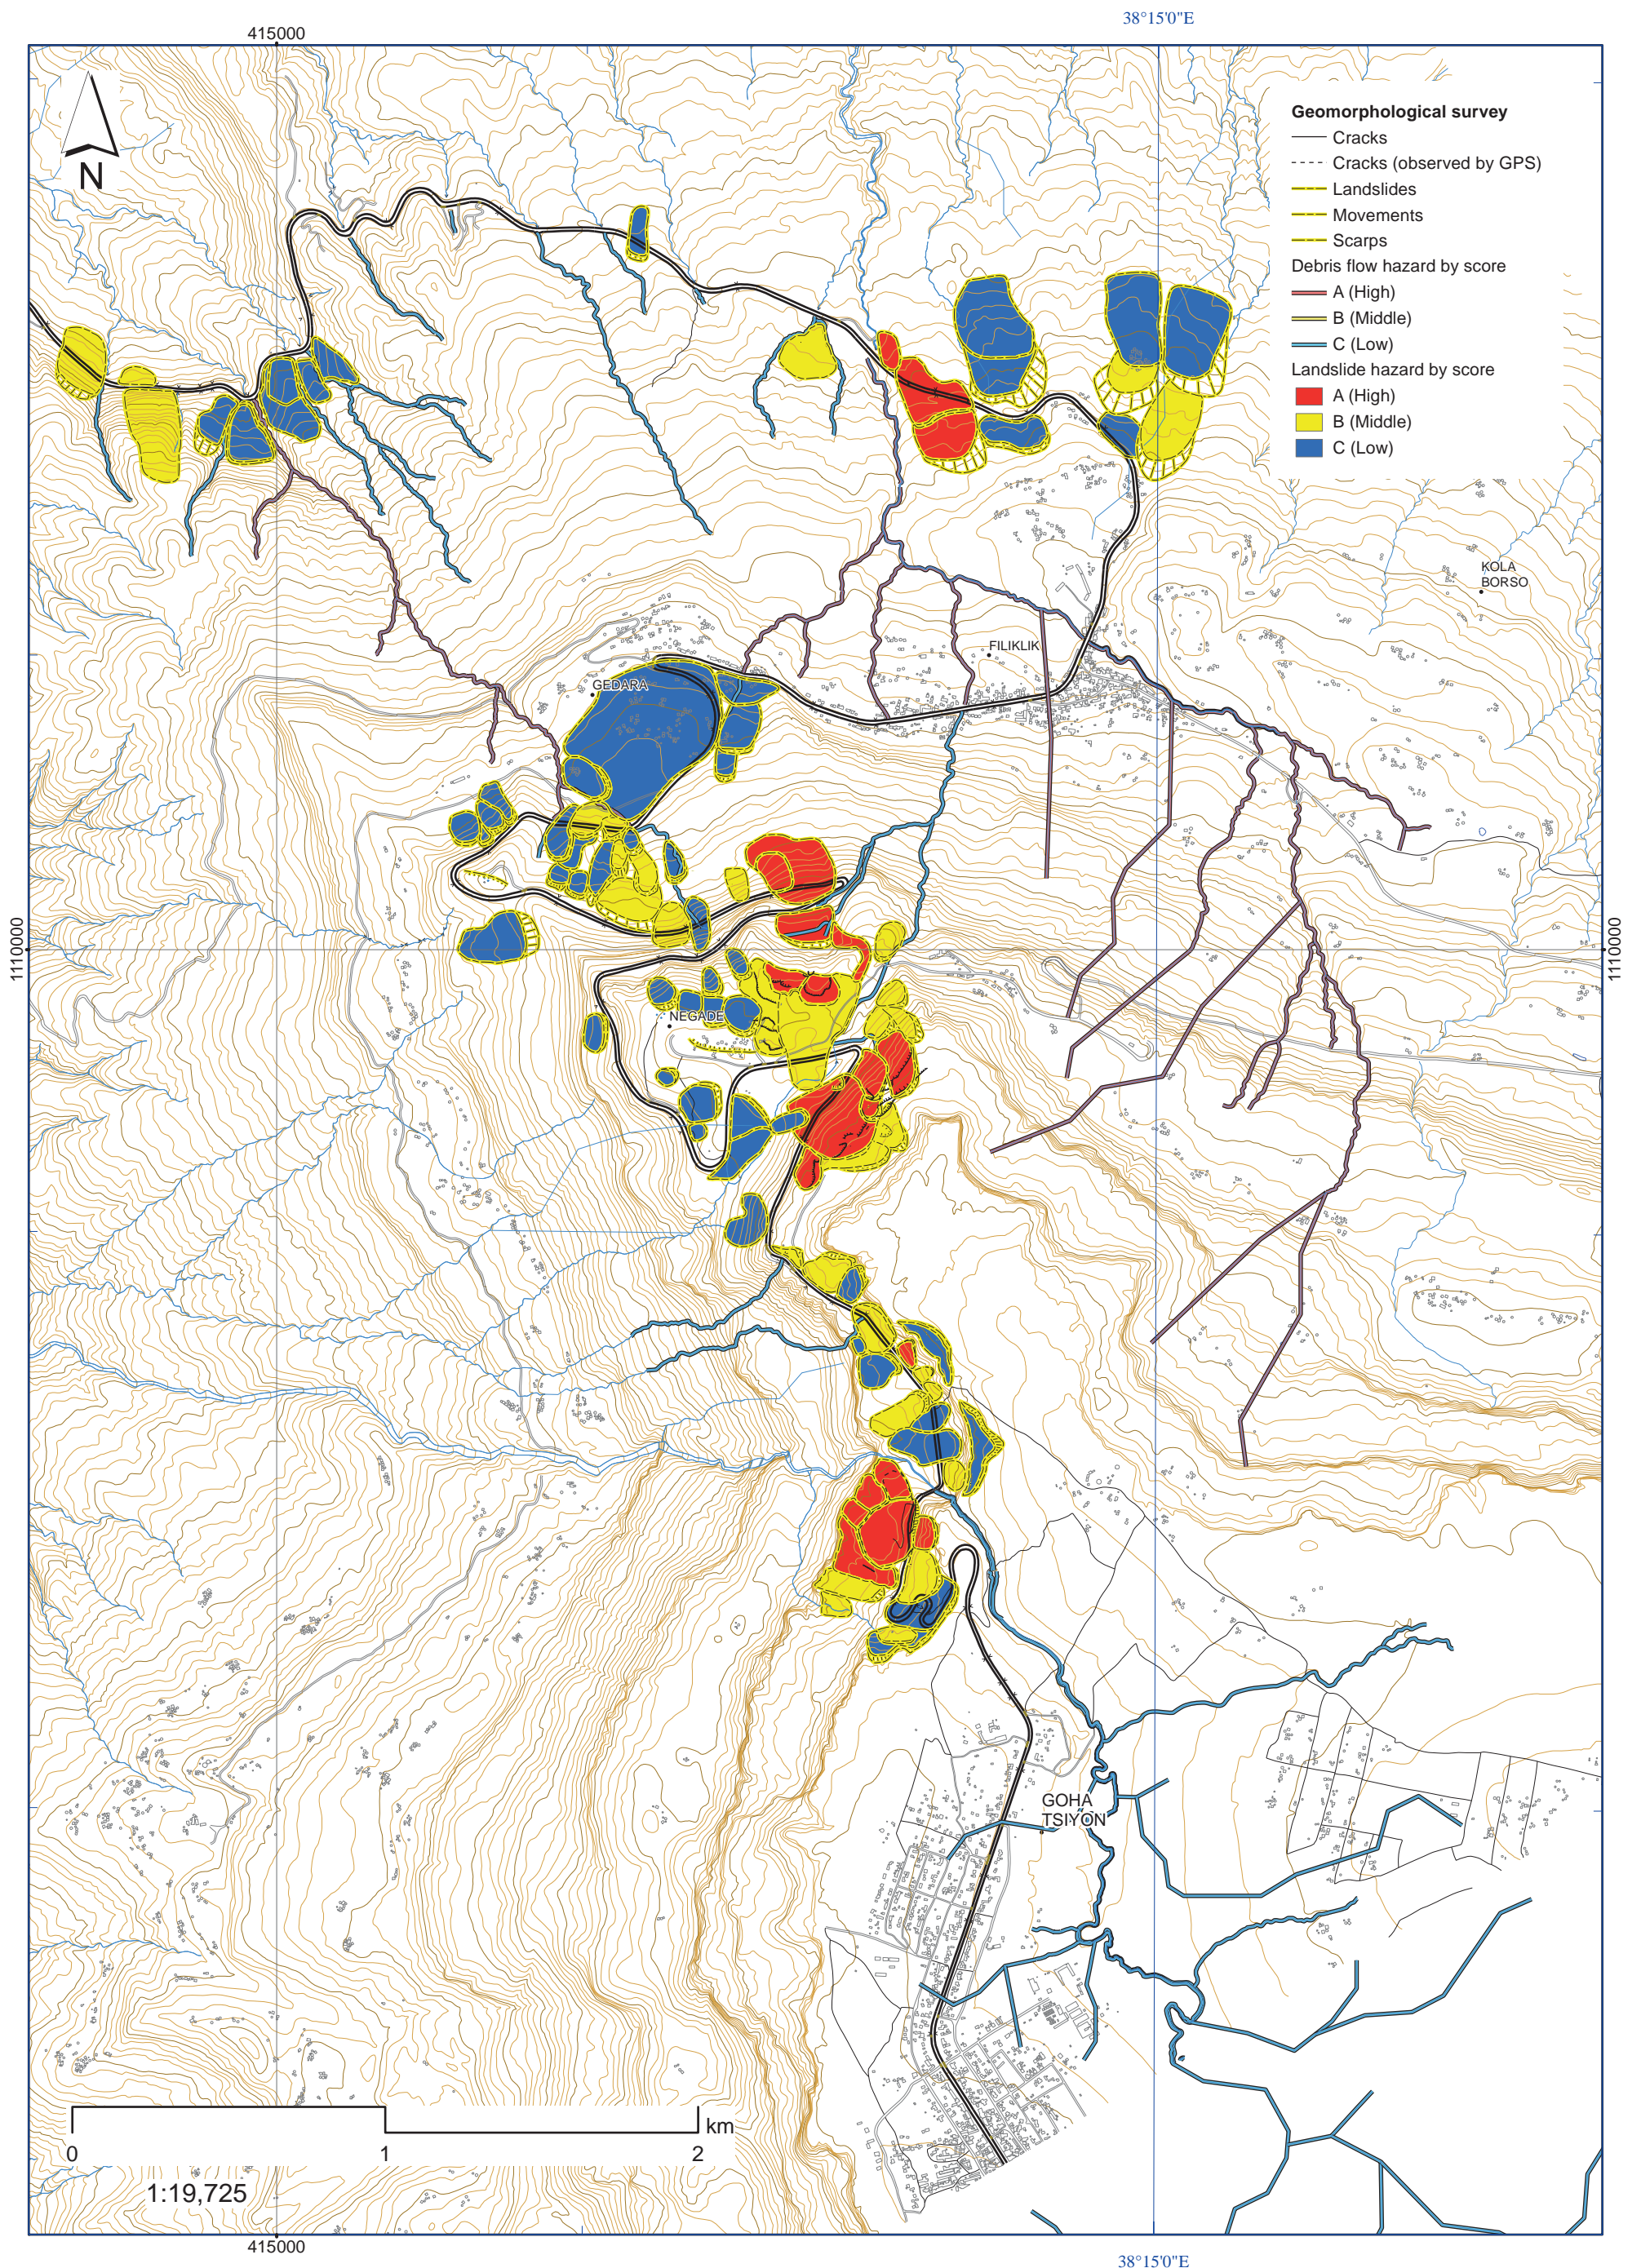 38°15'0"E
415000
N
Geomorphological survey
Cracks
Cracks (observed by GPS)
Landslides
Movements
Scarps
Debris flow hazard by score
A (High)
B (Middle)
C (Low)
Landslide hazard by score
A (High)
B (Middle)
C (Low)
KOLA
BORSO
FILIKLIK
GEDARA
1110000
1110000
NEGADE
GOHA
TSIYON
km
0
1
2
1:19,725
415000
38°15'0"E